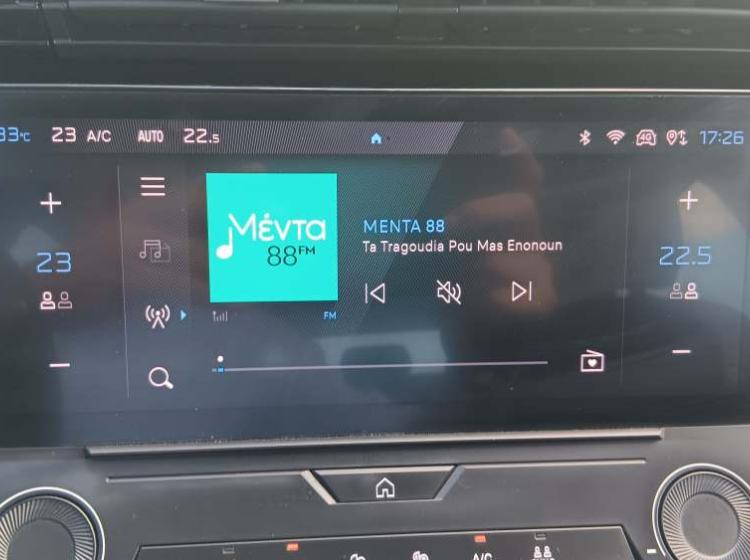 33°C 23 A/C AUTO 22.5 4G 17:26
Μέντα
88FM
MENTA 88
Ta Tragoudia Pou Mas Enonoun
23
22.5
FM
A/C